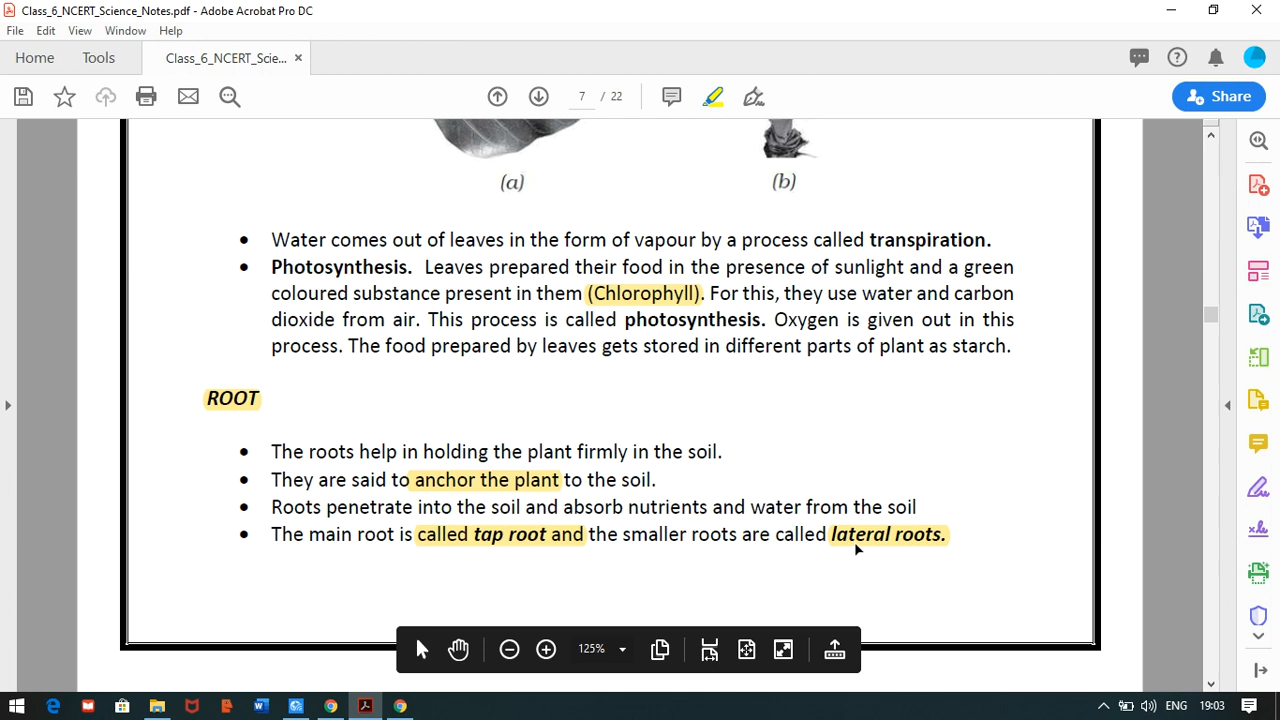 Class_6_NCERT_Science_Notes.pdf - Adobe Acrobat Pro DC
File Edit View Window Help
Home Tools Class_6_NCERT_Scie... ×
7 / 22
Share
(a) (b)
• Water comes out of leaves in the form of vapour by a process called transpiration.
• Photosynthesis. Leaves prepared their food in the presence of sunlight and a green
coloured substance present in them (Chlorophyll). For this, they use water and carbon
dioxide from air. This process is called photosynthesis. Oxygen is given out in this
process. The food prepared by leaves gets stored in different parts of plant as starch.
ROOT
• The roots help in holding the plant firmly in the soil.
• They are said to anchor the plant to the soil.
• Roots penetrate into the soil and absorb nutrients and water from the soil
• The main root is called tap root and the smaller roots are called lateral roots.
125%
ENG 19:03